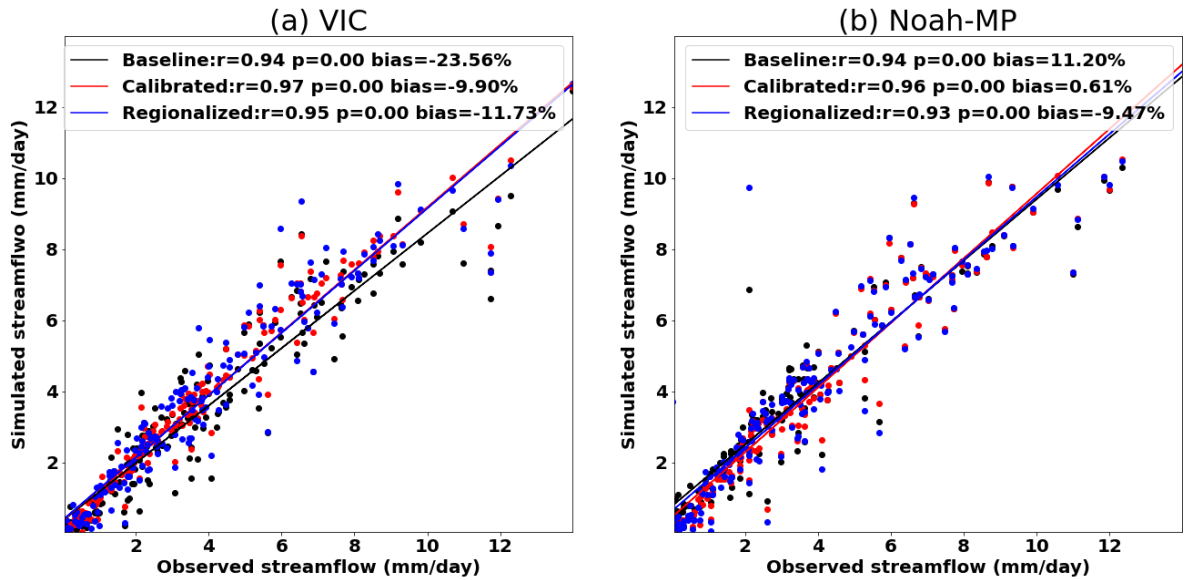 (a) VIC
Baseline:r=0.94 p=0.00 bias=-23.56%
Calibrated:r=0.97 p=0.00 bias=-9.90%
Regionalized:r=0.95 p=0.00 bias=-11.73%
12
10
8
6
4
2
Simulated streamfiwo (mm/day)
2
4
6
8
10
12
Observed streamflow (mm/day)
(b) Noah-MP
Baseline:r=0.94 p=0.00 bias=11.20%
Calibrated:r=0.96 p=0.00 bias=0.61%
Regionalized:r=0.93 p=0.00 bias=-9.47%
12
10
8
6
4
2
Simulated streamfiwo (mm/day)
2
4
6
8
10
12
Observed streamflow (mm/day)